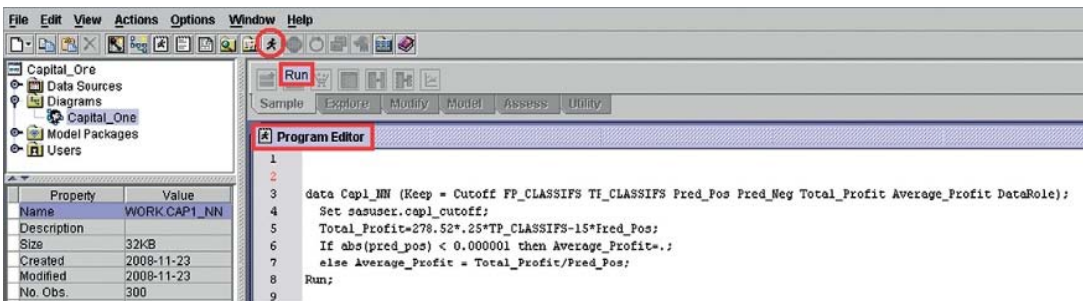 File Edit View Actions Options Window Help
Capital_Ore
Data Sources
Diagrams
Capital_One
Model Packages
Users
Run
Sample Explore Modify Model Assess Utility
Program Editor
Property Value
Name WORK.CAP1_NN
Description
Size 32KB
Created 2008-11-23
Modified 2008-11-23
No. Obs. 300
1
2
3 data Cap1_NN (Keep = Cutoff FP_CLASSIFS TF_CLASSIFS Pred_Pos Pred_Neg Total_Profit Average_Profit DataRole);
4 Set sasuser.cap1_cutoff;
5 Total_Profit=278.52*.25*TP_CLASSIFS-15*Pred_Pos;
6 If abs(pred_pos) < 0.000001 then Average_Profit=.;
7 else Average_Profit = Total_Profit/Pred_Pos;
8 Run;
9